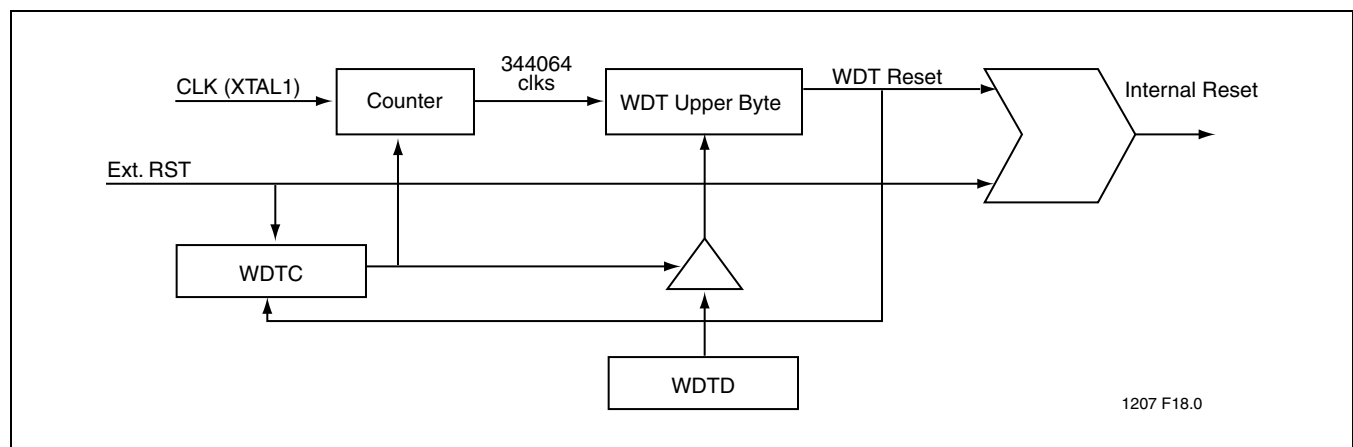 344064
clks
CLK (XTAL1)
Counter
WDT Upper Byte
WDT Reset
Internal Reset
Ext. RST
WDTC
WDTD
1207 F18.0